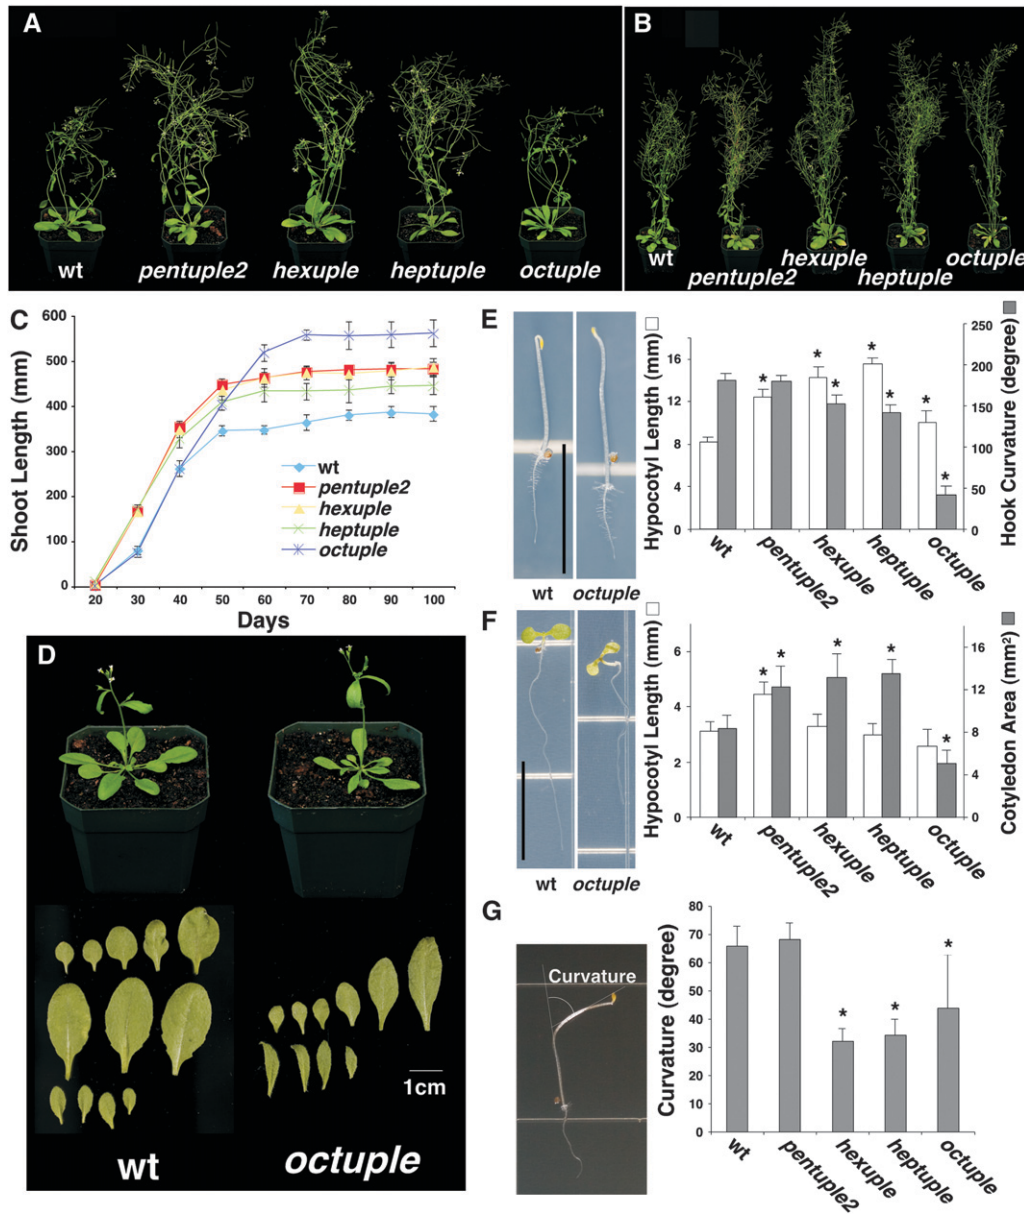 A
wt
pentuple2
hexuple
heptuple
octuple
B
wt
pentuple2
hexuple
heptuple
octuple
C
Shoot Length (mm)
600
500
400
300
200
100
0
20 30 40 50 60 70 80 90 100
Days
wt
pentuple2
hexuple
heptuple
octuple
D
1cm
wt
octuple
E
wt
octuple
Hypocotyl Length (mm)
16
12
8
4
0
* * * * * * *
wt
pentuple2
hexuple
heptuple
octuple
250
200
150
100
50
0
Hook Curvature (degree)
F
wt
octuple
Hypocotyl Length (mm)
6
4
2
0
* * * * *
wt
pentuple2
hexuple
heptuple
octuple
16
12
8
4
0
Cotyledon Area (mm²)
G
Curvature
Curvature (degree)
80
70
60
50
40
30
20
10
0
* * *
wt
pentuple2
hexuple
heptuple
octuple